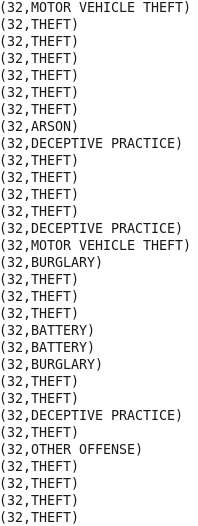 (32,MOTOR VEHICLE THEFT)
(32,THEFT)
(32,THEFT)
(32,THEFT)
(32,THEFT)
(32,THEFT)
(32,THEFT)
(32,ARSON)
(32,DECEPTIVE PRACTICE)
(32,THEFT)
(32,THEFT)
(32,THEFT)
(32,THEFT)
(32,DECEPTIVE PRACTICE)
(32,MOTOR VEHICLE THEFT)
(32,BURGLARY)
(32,THEFT)
(32,THEFT)
(32,THEFT)
(32,BATTERY)
(32,BATTERY)
(32,BURGLARY)
(32,THEFT)
(32,THEFT)
(32,DECEPTIVE PRACTICE)
(32,THEFT)
(32,OTHER OFFENSE)
(32,THEFT)
(32,THEFT)
(32,THEFT)
(32,THEFT)